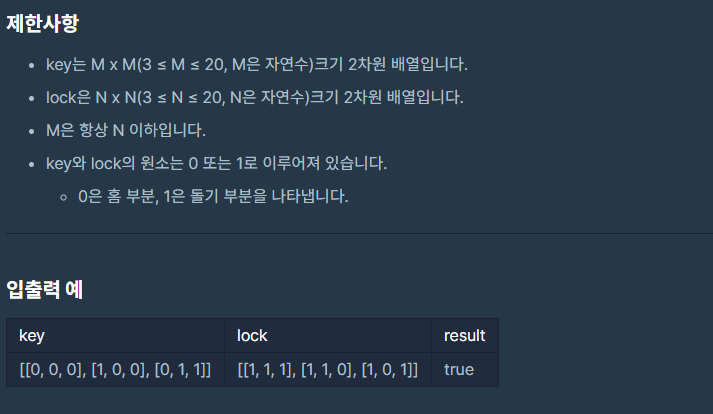 제한사항
• key는 M x M(3 ≤ M ≤ 20, M은 자연수)크기 2차원 배열입니다.
• lock은 N x N(3 ≤ N ≤ 20, N은 자연수)크기 2차원 배열입니다.
• M은 항상 N 이하입니다.
• key와 lock의 원소는 0 또는 1로 이루어져 있습니다.
◦ 0은 홈 부분, 1은 돌기 부분을 나타냅니다.
입출력 예
key lock result
[[0, 0, 0], [1, 0, 0], [0, 1, 1]] [[1, 1, 1], [1, 1, 0], [1, 0, 1]] true